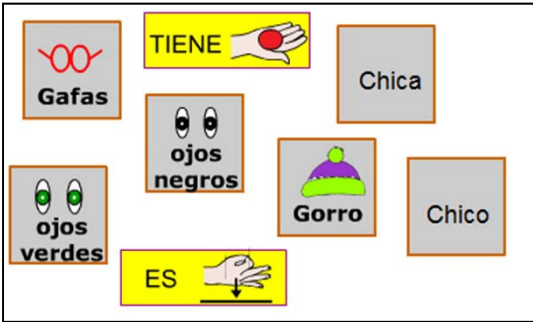 TIENE
Gafas
Chica
ojos
negros
Gorro
Chico
ojos
verdes
ES